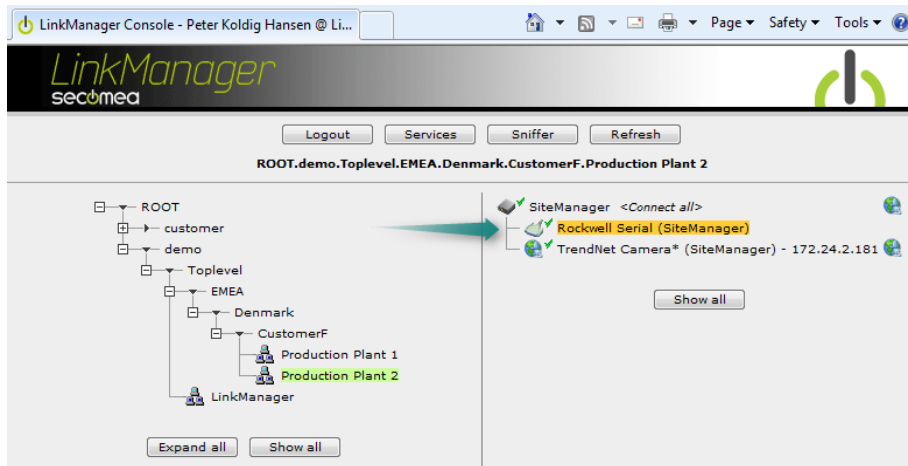 LinkManager Console - Peter Koldig Hansen @ Li...
Page Safety Tools
LinkManager
secomea
Logout Services Sniffer Refresh
ROOT.demo.Toplevel.EMEA.Denmark.CustomerF.Production Plant 2
ROOT
customer
demo
Toplevel
EMEA
Denmark
CustomerF
Production Plant 1
Production Plant 2
LinkManager
Expand all Show all
SiteManager <Connect all>
Rockwell Serial (SiteManager)
TrendNet Camera* (SiteManager) - 172.24.2.181
Show all